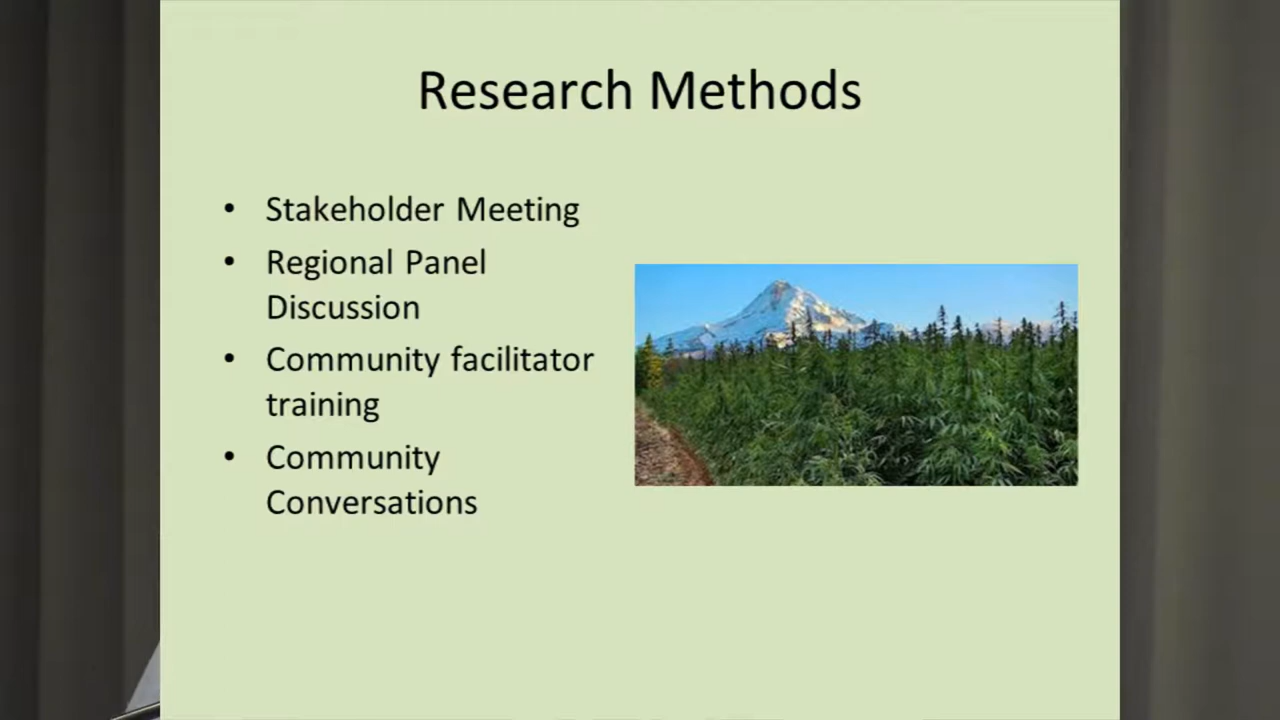 Research Methods
• Stakeholder Meeting
• Regional Panel
Discussion
• Community facilitator
training
• Community
Conversations